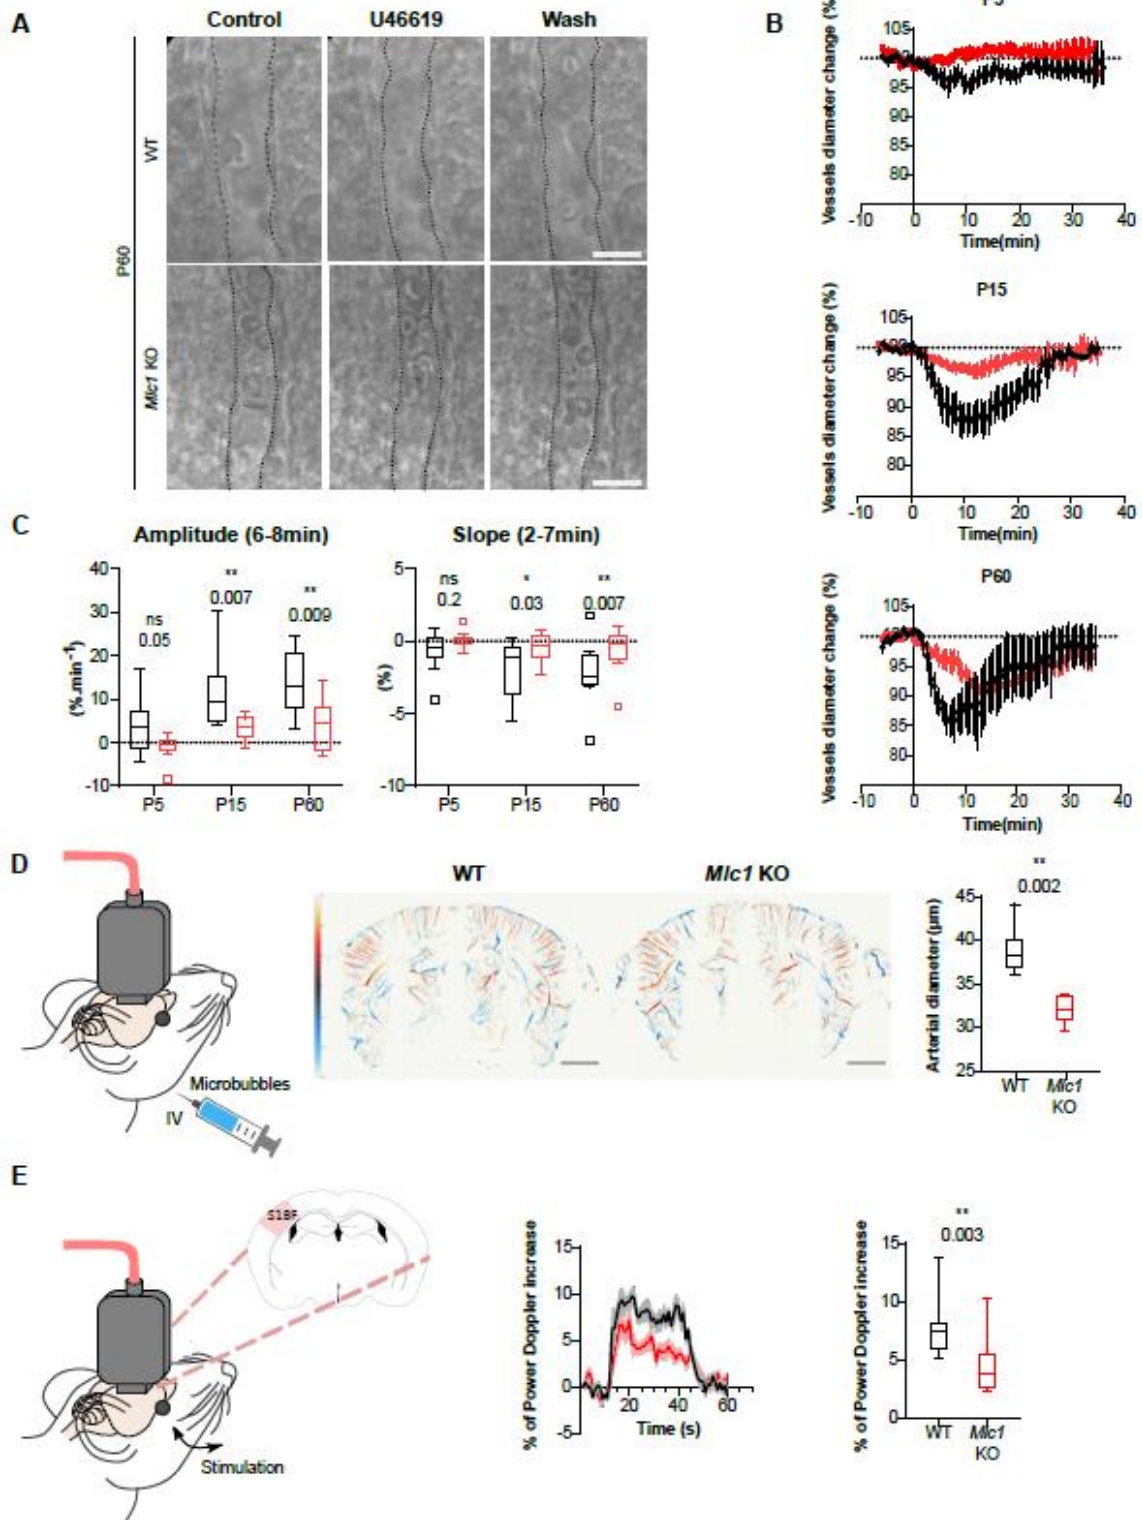 A
Control
U46619
Wash
P60
WT
Mlc1 KO
B
P5
Vessels diameter change (%)
105
95
90
85
80
-10
0
10
20
30
40
Time(min)
P15
Vessels diameter change (%)
105
95
90
85
80
-10
0
10
20
30
40
Time(min)
P60
Vessels diameter change (%)
105
95
90
85
80
-10
0
10
20
30
40
Time(min)
C
Amplitude (6-8min)
(%.min⁻¹)
40
30
20
10
0
-10
ns
0.05
**
0.007
**
0.009
P5
P15
P60
Slope (2-7min)
(%)
5
0
-5
-10
ns
0.2
*
0.03
**
0.007
P5
P15
P60
D
Microbubbles
IV
WT
Mlc1 KO
**
0.002
Arterial diameter (µm)
45
40
35
30
25
WT
Mlc1
KO
E
S1BF
Stimulation
% of Power Doppler increase
15
10
5
0
-5
20
40
60
Time (s)
**
0.003
% of Power Doppler increase
15
10
5
0
WT
Mlc1
KO